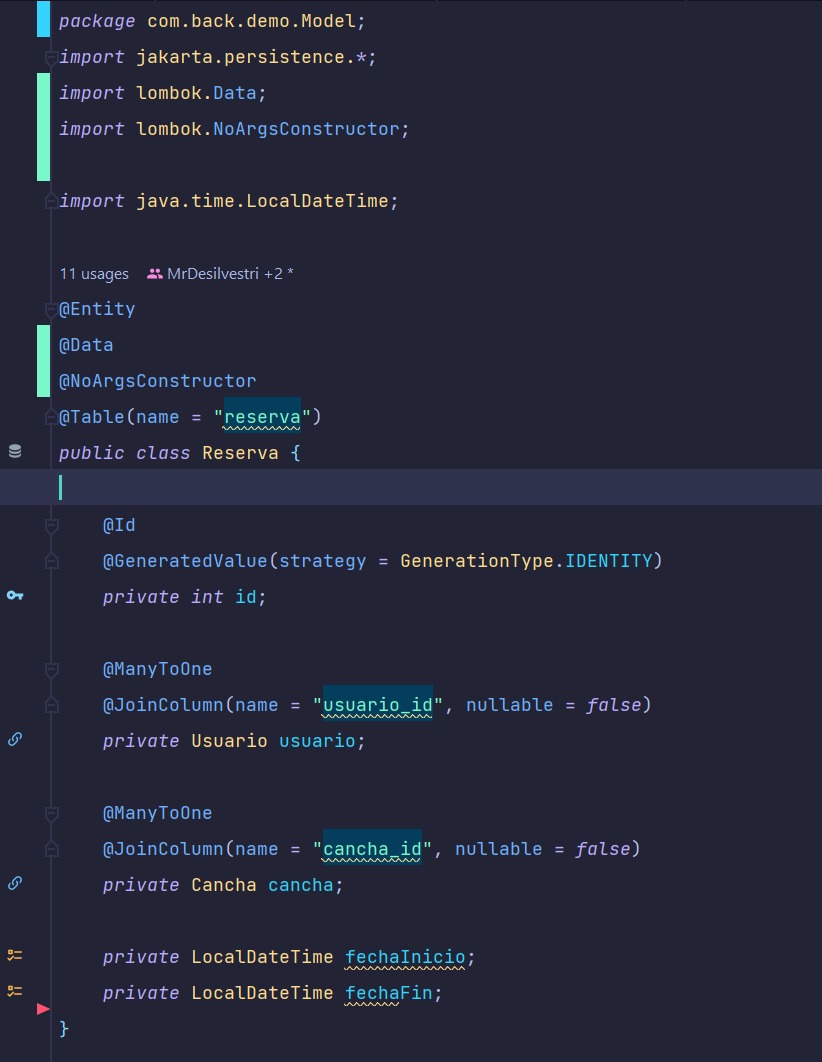 package com.back.demo.Model;
import jakarta.persistence.*;
import lombok.Data;
import lombok.NoArgsConstructor;
import java.time.LocalDateTime;
11 usages MrDesilvestri +2 *
@Entity
@Data
@NoArgsConstructor
@Table(name = "reserva")
public class Reserva {
@Id
@GeneratedValue(strategy = GenerationType.IDENTITY)
private int id;
@ManyToOne
@JoinColumn(name = "usuario_id", nullable = false)
private Usuario usuario;
@ManyToOne
@JoinColumn(name = "cancha_id", nullable = false)
private Cancha cancha;
private LocalDateTime fechaInicio;
private LocalDateTime fechaFin;
}